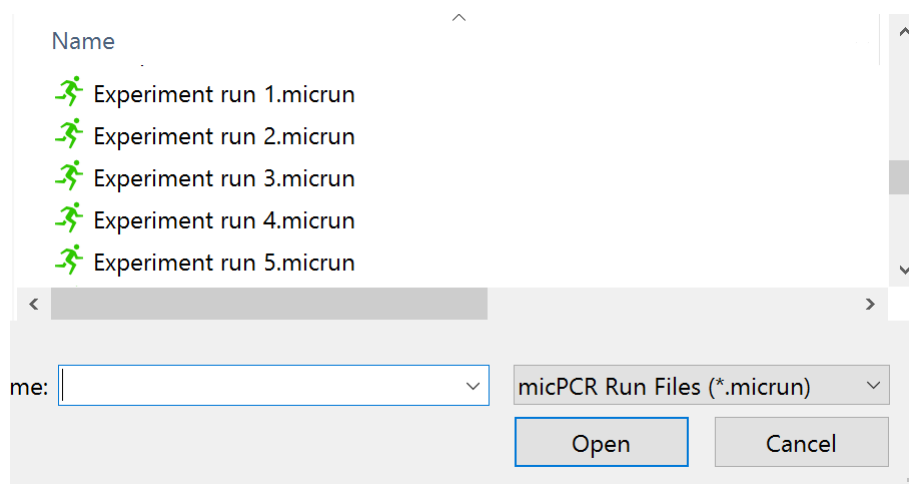 Name
Experiment run 1.micrun
Experiment run 2.micrun
Experiment run 3.micrun
Experiment run 4.micrun
Experiment run 5.micrun
me:
micPCR Run Files (*.micrun)
Open
Cancel